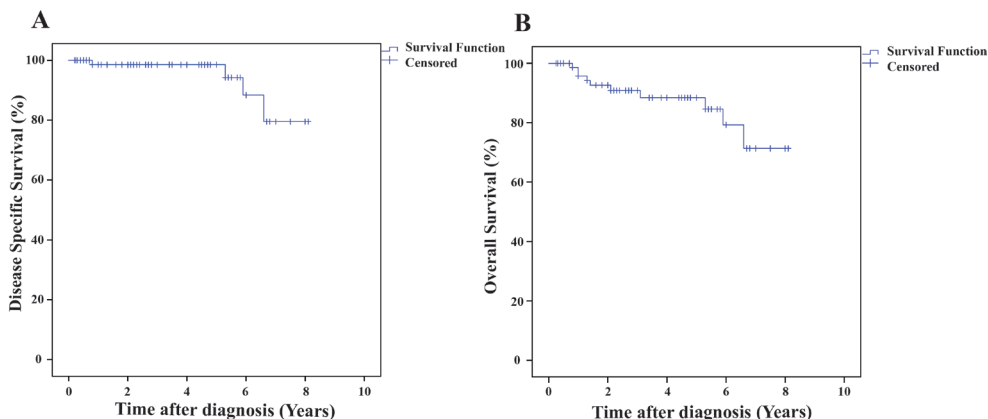 A
Survival Function
Censored
Disease Specific Survival (%)
100
80
60
40
20
0
0 2 4 6 8 10
Time after diagnosis (Years)
B
Survival Function
Censored
Overall Survival (%)
100
80
60
40
20
0
0 2 4 6 8 10
Time after diagnosis (Years)